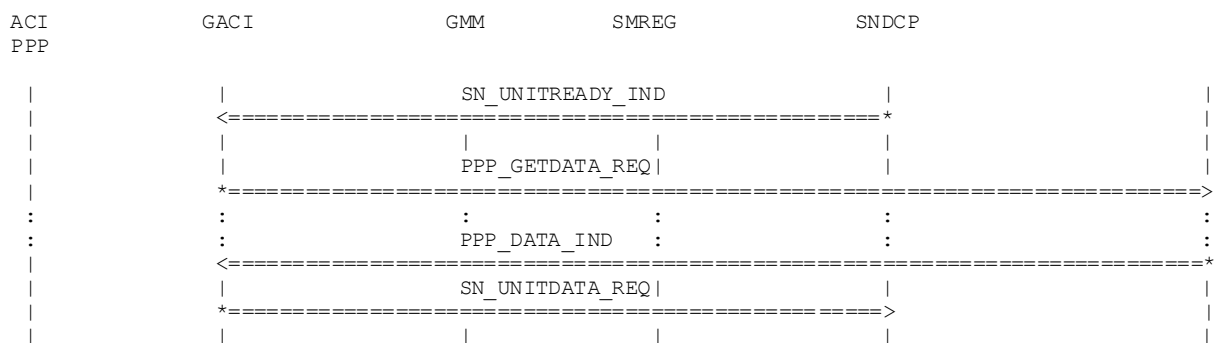 ACI GACI GMM SMREG SNDCP
PPP
SN_UNITREADY_IND
PPP_GETDATA_REQ
PPP_DATA_IND
SN_UNITDATA_REQ